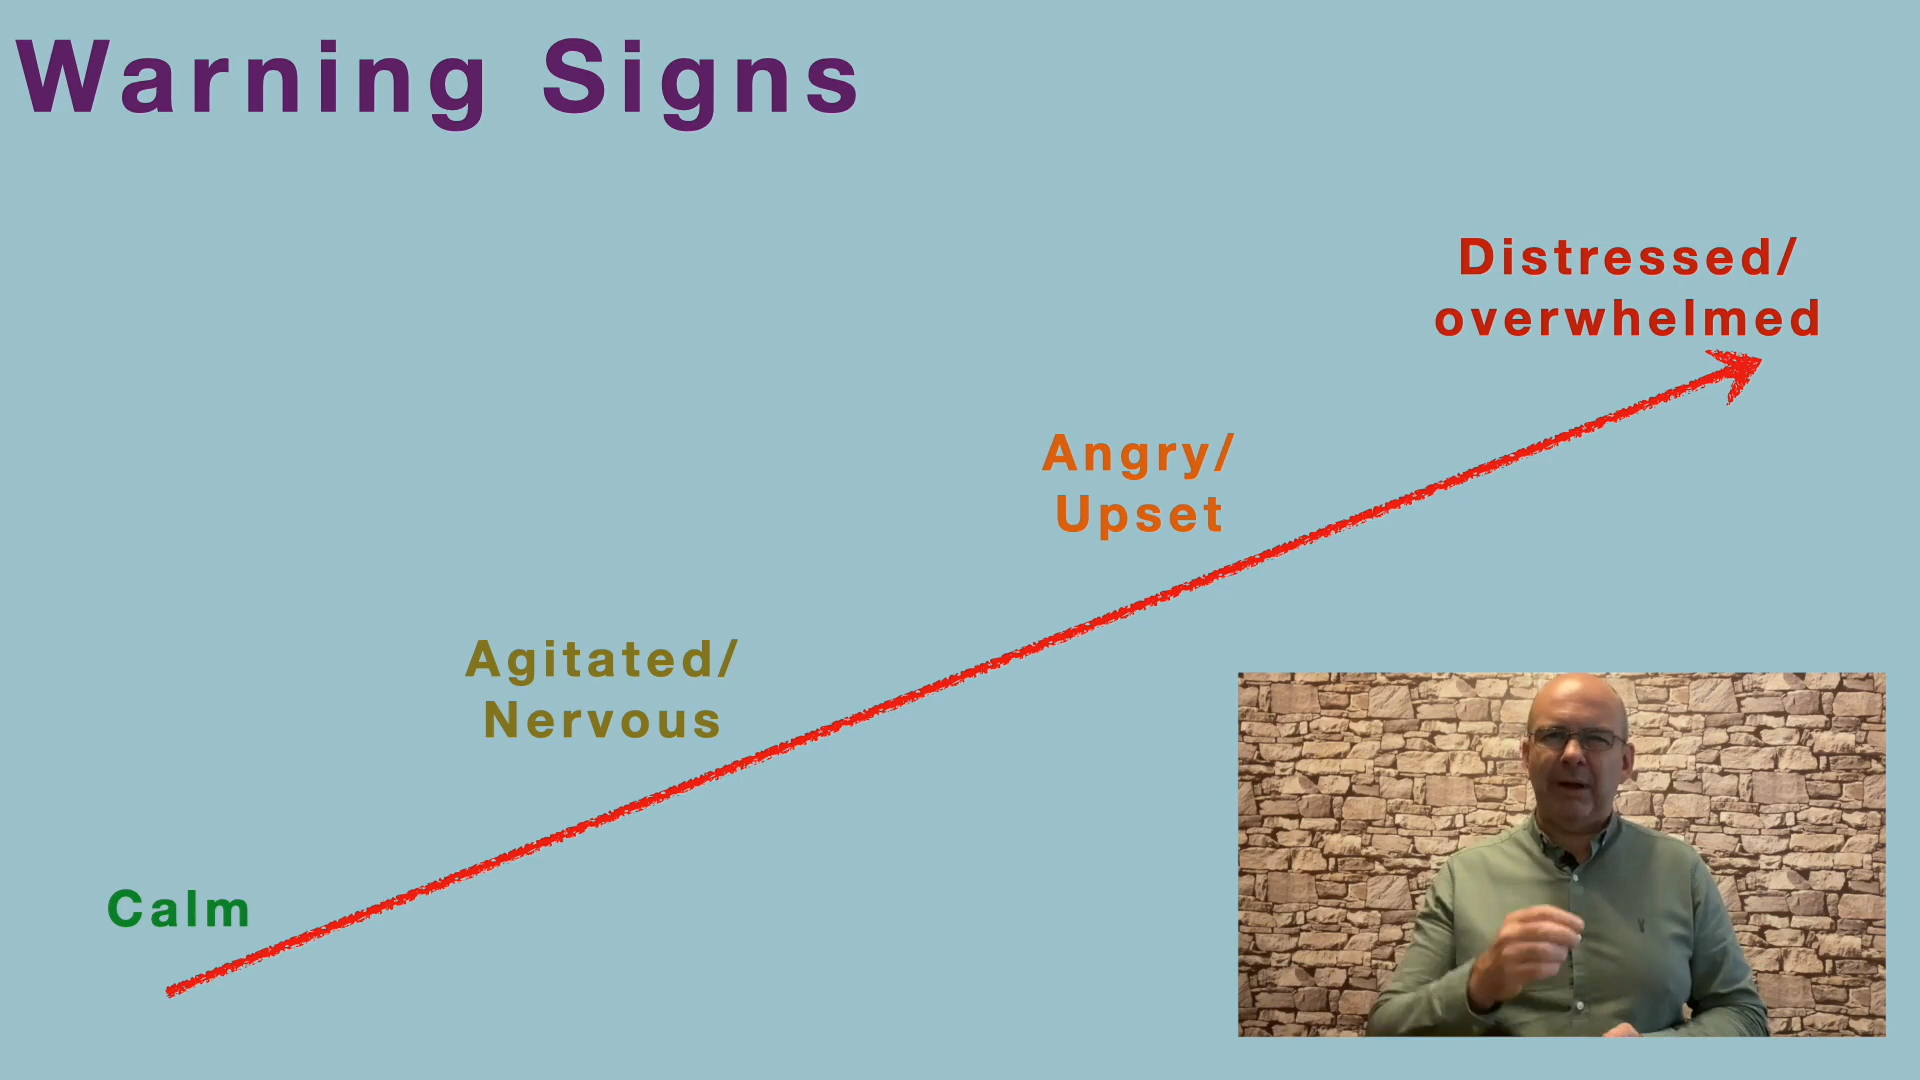 Warning Signs
Distressed/
overwhelmed
Angry/
Upset
Agitated/
Nervous
Calm